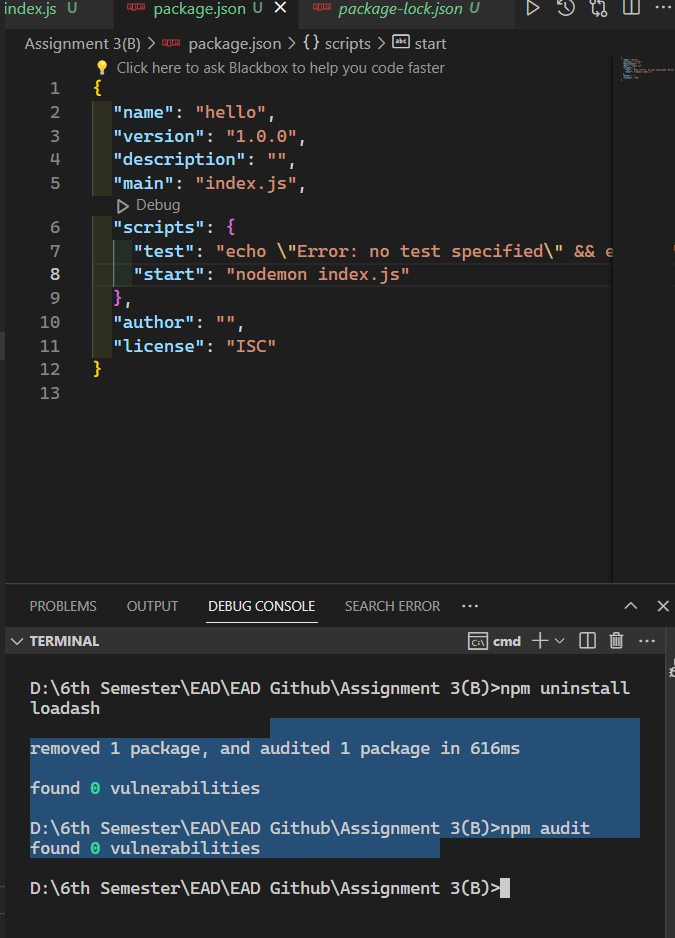 index.js U
package.json U
package-lock.json U
Assignment 3(B) > package.json > {} scripts > abc start
Click here to ask Blackbox to help you code faster
1 {
2 "name": "hello",
3 "version": "1.0.0",
4 "description": "",
5 "main": "index.js",
Debug
6 "scripts": {
7 "test": "echo \"Error: no test specified\" && e
8 "start": "nodemon index.js"
9 },
10 "author": "",
11 "license": "ISC"
12 }
13
PROBLEMS OUTPUT DEBUG CONSOLE SEARCH ERROR ...
TERMINAL
cmd
D:\6th Semester\EAD\EAD Github\Assignment 3(B)>npm uninstall
loadash
removed 1 package, and audited 1 package in 616ms
found 0 vulnerabilities
D:\6th Semester\EAD\EAD Github\Assignment 3(B)>npm audit
found 0 vulnerabilities
D:\6th Semester\EAD\EAD Github\Assignment 3(B)>